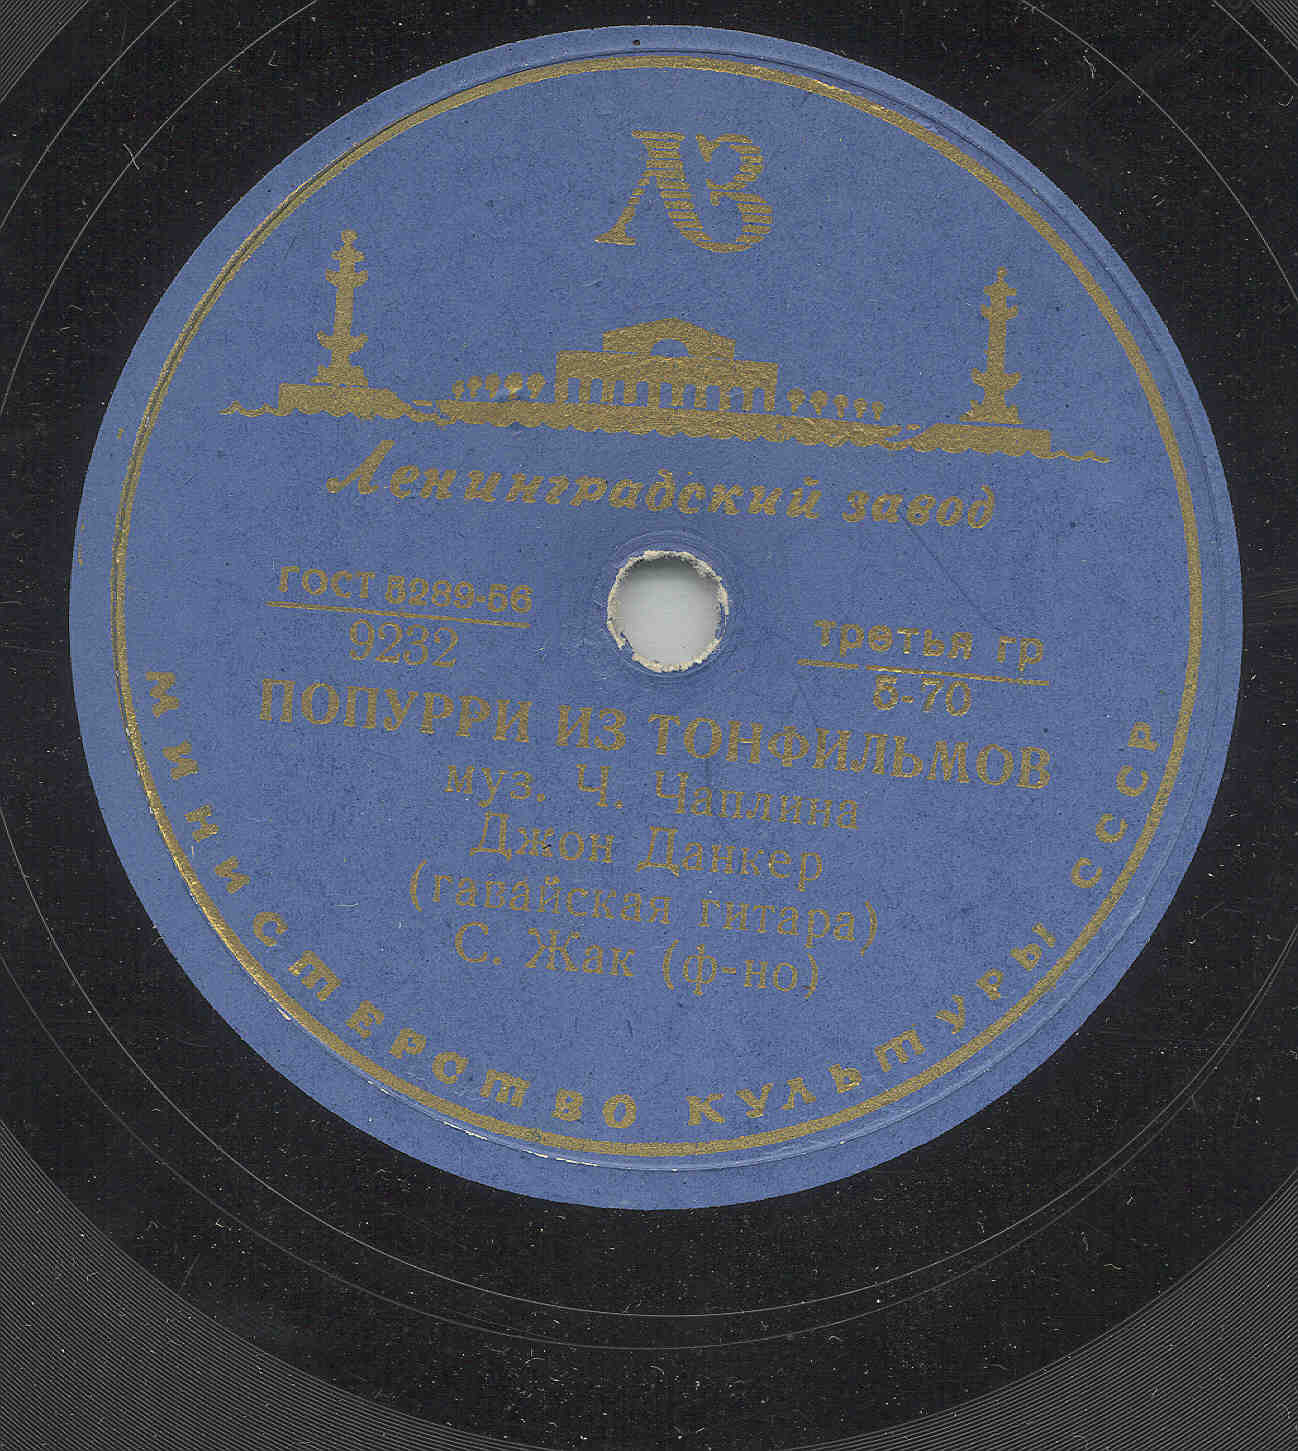 ЛЗ
Ленинградский завод
ГОСТ 5289-56
9232
третья гр
5-70
ПОПУРРИ ИЗ ТОНФИЛЬМОВ
муз. Ч. Чаплина
Джон Данкер
(гавайская гитара)
С. Жак (ф-но)
МИНИСТЕРСТВО КУЛЬТУРЫ СССР